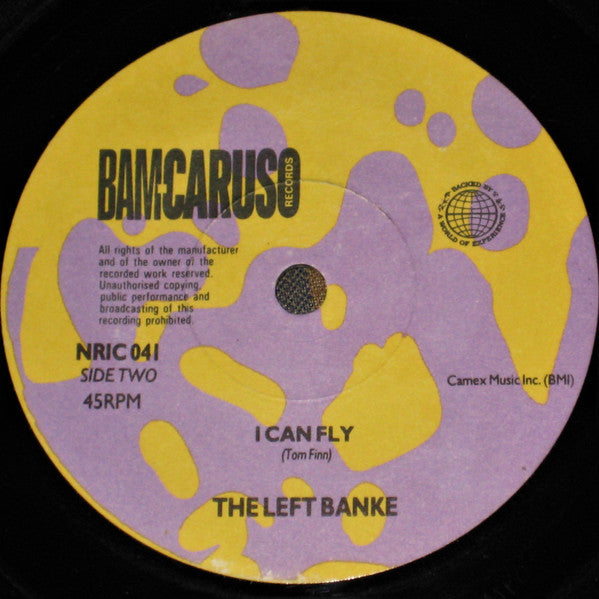 BAM-CARUSO
RECORDS
BACKED BY
A WORLD OF EXPERIENCE
All rights of the manufacturer
and of the owner of the
recorded work reserved.
Unauthorised copying,
public performance and
broadcasting of this
recording prohibited.
NRIC 041
SIDE TWO
45RPM
Camex Music Inc. (BMI)
I CAN FLY
(Tom Finn)
THE LEFT BANKE